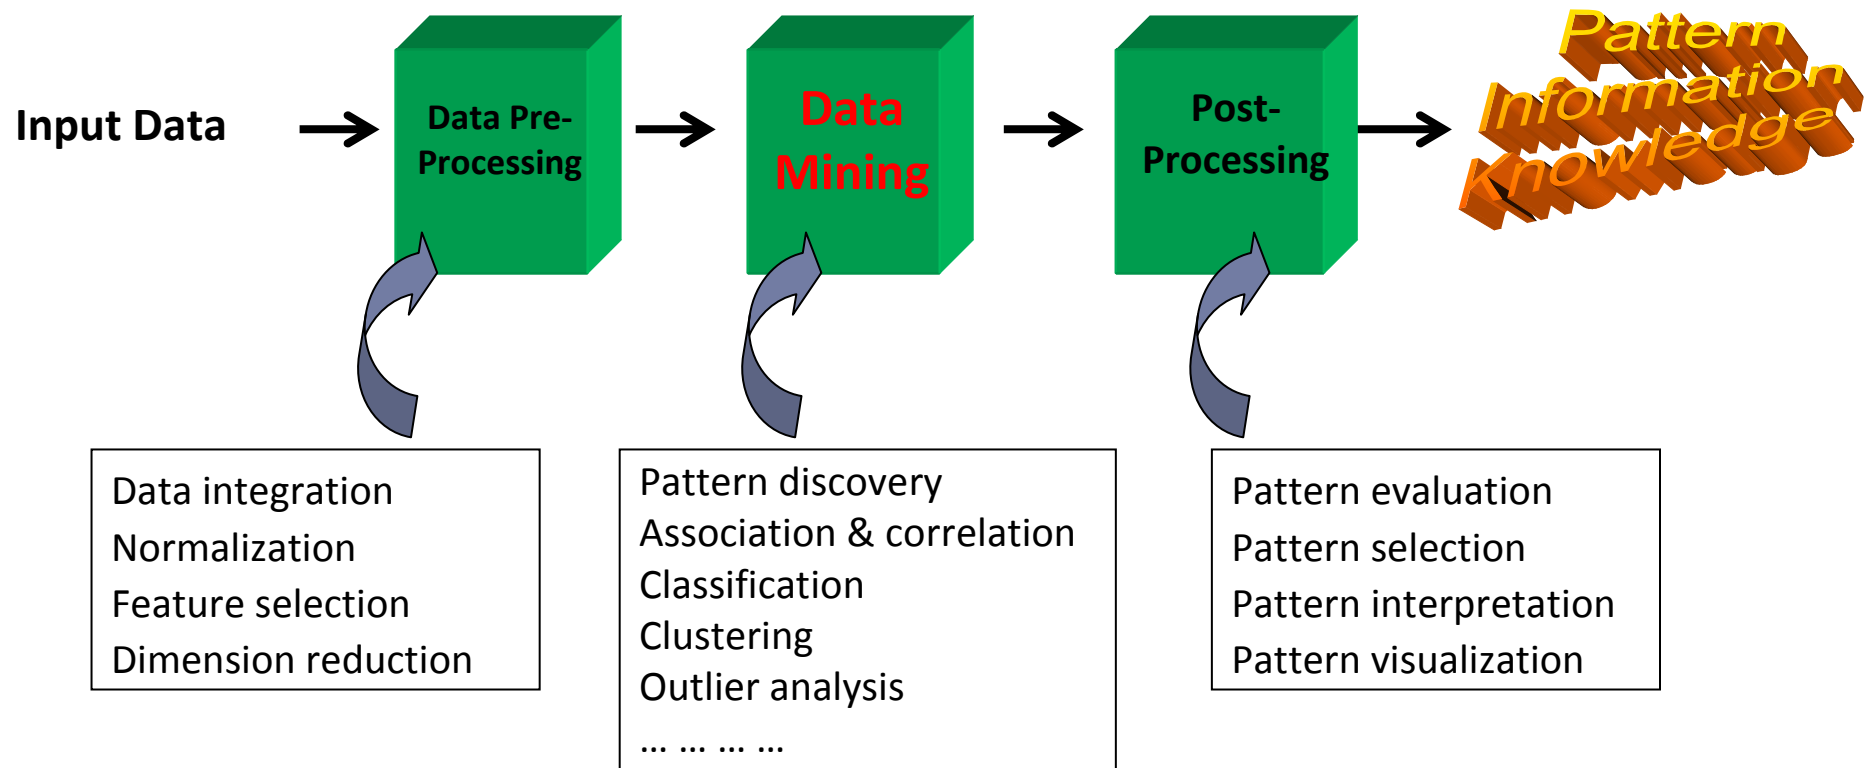 Input Data
Data Pre-
Processing
Data
Mining
Post-
Processing
Pattern
Information
Knowledge
Data integration
Normalization
Feature selection
Dimension reduction
Pattern discovery
Association & correlation
Classification
Clustering
Outlier analysis
… … … …
Pattern evaluation
Pattern selection
Pattern interpretation
Pattern visualization